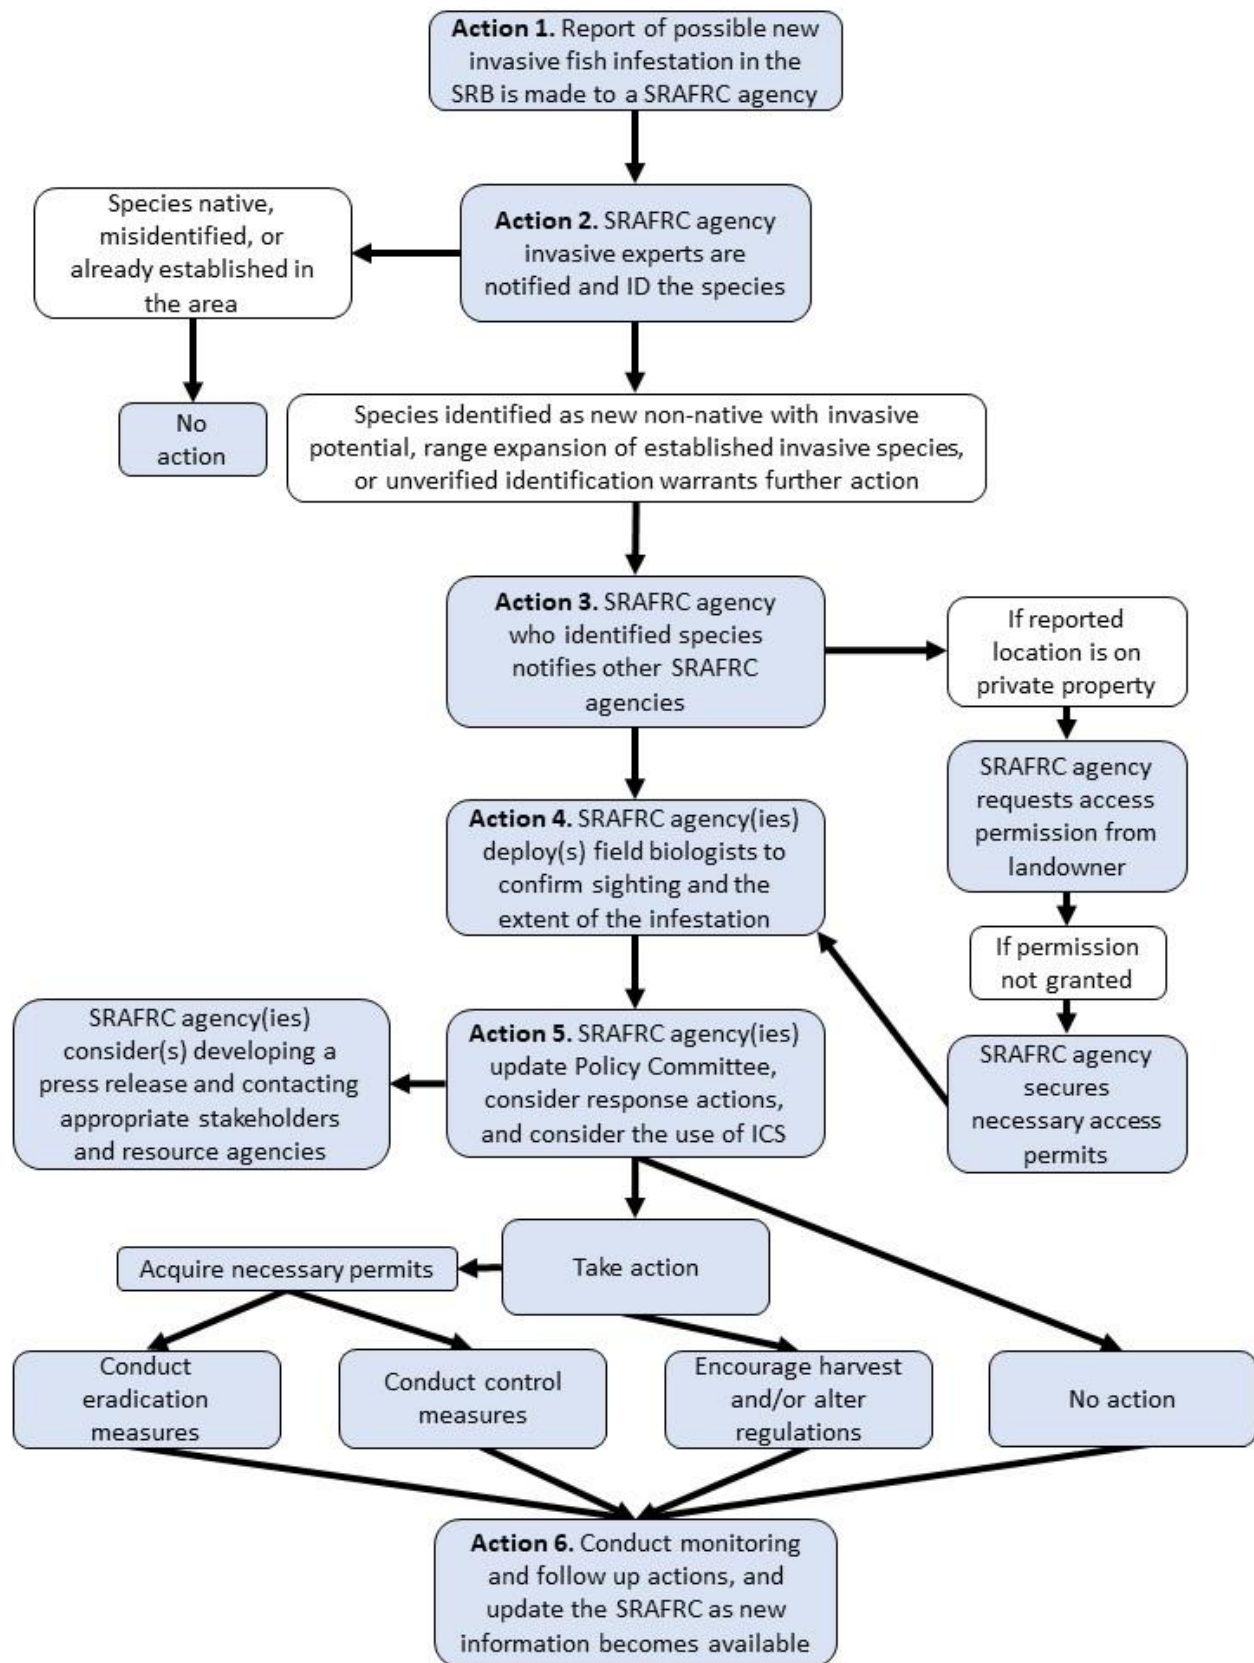 Action 1. Report of possible new
invasive fish infestation in the
SRB is made to a SRAFRC agency
Species native,
misidentified, or
already established in
the area
Action 2. SRAFRC agency
invasive experts are
notified and ID the species
No
action
Species identified as new non-native with invasive
potential, range expansion of established invasive species,
or unverified identification warrants further action
Action 3. SRAFRC agency
who identified species
notifies other SRAFRC
agencies
If reported
location is on
private property
SRAFRC agency
requests access
permission from
landowner
Action 4. SRAFRC agency(ies)
deploy(s) field biologists to
confirm sighting and the
extent of the infestation
If permission
not granted
SRAFRC agency
secures
necessary access
permits
SRAFRC agency(ies)
consider(s) developing a
press release and contacting
appropriate stakeholders
and resource agencies
Action 5. SRAFRC agency(ies)
update Policy Committee,
consider response actions,
and consider the use of ICS
Acquire necessary permits
Take action
Conduct
eradication
measures
Conduct control
measures
Encourage harvest
and/or alter
regulations
No action
Action 6. Conduct monitoring
and follow up actions, and
update the SRAFRC as new
information becomes available